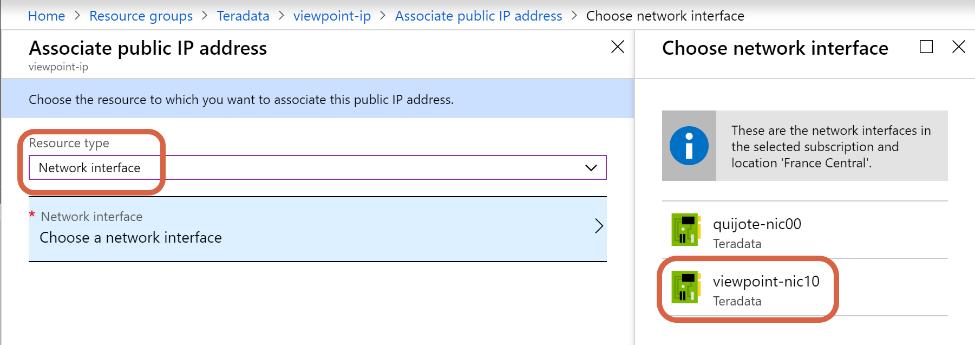 Home > Resource groups > Teradata > viewpoint-ip > Associate public IP address > Choose network interface
Associate public IP address
viewpoint-ip
Choose the resource to which you want to associate this public IP address.
Resource type
Network interface
* Network interface
Choose a network interface
Choose network interface
These are the network interfaces in
the selected subscription and
location 'France Central'.
quijote-nic00
Teradata
viewpoint-nic10
Teradata